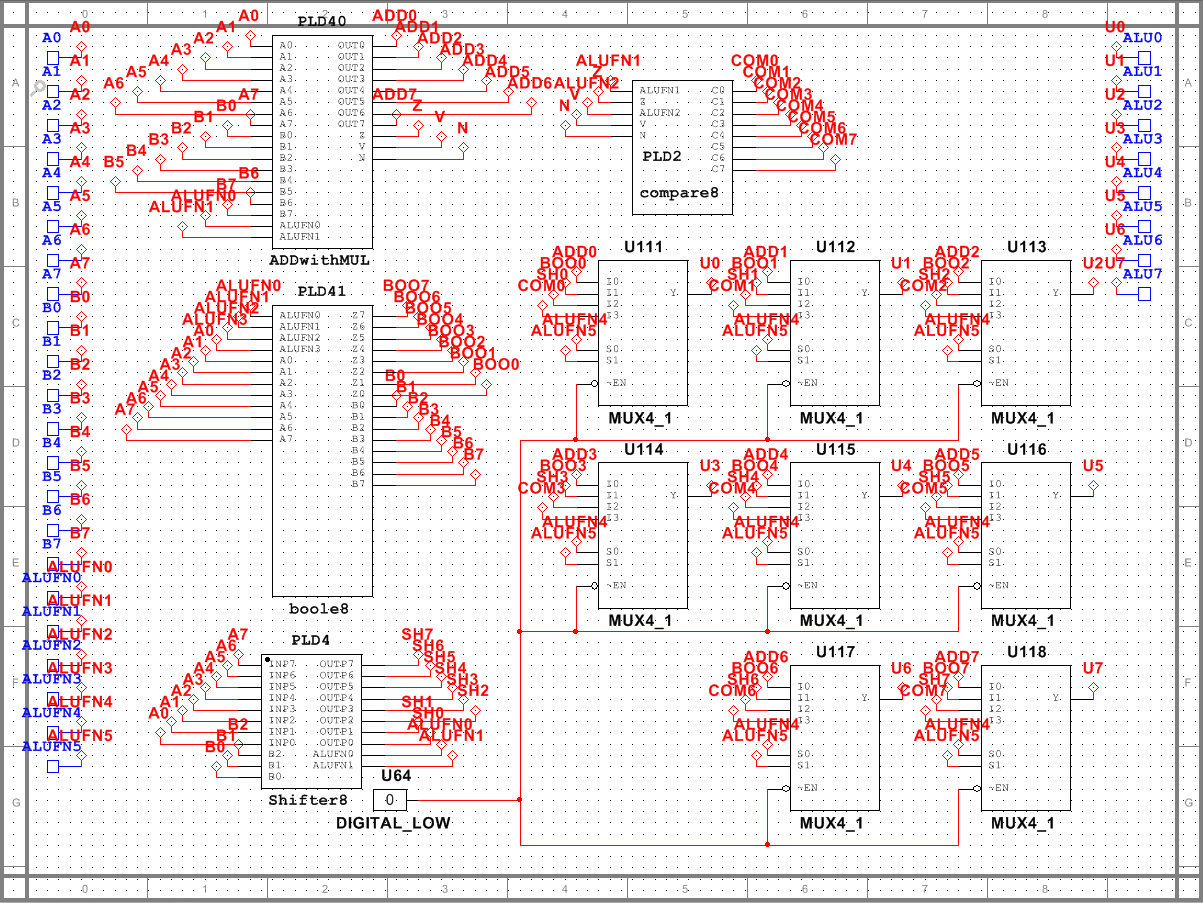 0 1 2 3 4 5 6 7 8
A
B
C
D
E
F
G
A0 A0
A1 A1
A2 A2
A3 A3
A4 A4
A5 A5
A6 A6
A7 A7
B0 B0
B1 B1
B2 B2
B3 B3
B4 B4
B5 B5
B6 B6
B7 B7
ALUFN0 ALUFN0
ALUFN1 ALUFN1
ALUFN2 ALUFN2
ALUFN3 ALUFN3
ALUFN4 ALUFN4
ALUFN5 ALUFN5
PLD40
A0 A1 A2 A3 A4 A5 A6 A7
B0 B1 B2 B3 B4 B5 B6 B7
ALUFN0
ALUFN1
A0 OUT0
A1 OUT1
A2 OUT2
A3 OUT3
A4 OUT4
A5 OUT5
A6 OUT6
A7 OUT7
B0 Z
B1 V
B2 N
B3
B4
B5
B6
B7
ALUFN0
ALUFN1
ADD0
ADD1
ADD2
ADD3
ADD4
ADD5
ADD6
ADD7
Z
V
N
ADDwithMUL
ALUFN1
Z
ALUFN2
V
N
ALUFN1 C0
Z C1
ALUFN2 C2
V C3
N C4
C5
C6
C7
PLD2
compare8
COM0
COM1
COM2
COM3
COM4
COM5
COM6
COM7
U0 ALU0
U1 ALU1
U2 ALU2
U3 ALU3
U4 ALU4
U5 ALU5
U6 ALU6
U7 ALU7
PLD41
ALUFN0
ALUFN1
ALUFN2
ALUFN3
A0
A1
A2
A3
A4
A5
A6
A7
ALUFN0 Z7
ALUFN1 Z6
ALUFN2 Z5
ALUFN3 Z4
A0 Z3
A1 Z2
A2 Z1
A3 Z0
A4 B0
A5 B1
A6 B2
A7 B3
B4
B5
B6
B7
BOO7
BOO6
BOO5
BOO4
BOO3
BOO2
BOO1
BOO0
B0
B1
B2
B3
B4
B5
B6
B7
boole8
PLD4
A7
A6
A5
A4
A3
A2
A1
A0
B2
B1
B0
INP7 OUTP7
INP6 OUTP6
INP5 OUTP5
INP4 OUTP4
INP3 OUTP3
INP2 OUTP2
INP1 OUTP1
INP0 OUTP0
B2 ALUFN0
B1 ALUFN1
B0
SH7
SH6
SH5
SH4
SH3
SH2
SH1
SH0
ALUFN0
ALUFN1
Shifter8
U64
0
DIGITAL_LOW
U111
ADD0
BOO0
SH0
COM0
ALUFN4
ALUFN5
I0
I1 Y
I2
I3
S0
S1
~EN
U0
MUX4_1
U112
ADD1
BOO1
SH1
COM1
ALUFN4
ALUFN5
I0
I1 Y
I2
I3
S0
S1
~EN
U1
MUX4_1
U113
ADD2
BOO2
SH2
COM2
ALUFN4
ALUFN5
I0
I1 Y
I2
I3
S0
S1
~EN
U2
MUX4_1
U114
ADD3
BOO3
SH3
COM3
ALUFN4
ALUFN5
I0
I1 Y
I2
I3
S0
S1
~EN
U3
MUX4_1
U115
ADD4
BOO4
SH4
COM4
ALUFN4
ALUFN5
I0
I1 Y
I2
I3
S0
S1
~EN
U4
MUX4_1
U116
ADD5
BOO5
SH5
COM5
ALUFN4
ALUFN5
I0
I1 Y
I2
I3
S0
S1
~EN
U5
MUX4_1
U117
ADD6
BOO6
SH6
COM6
ALUFN4
ALUFN5
I0
I1 Y
I2
I3
S0
S1
~EN
U6
MUX4_1
U118
ADD7
BOO7
SH7
COM7
ALUFN4
ALUFN5
I0
I1 Y
I2
I3
S0
S1
~EN
U7
MUX4_1
A
B
C
D
E
F
G
0 1 2 3 4 5 6 7 8